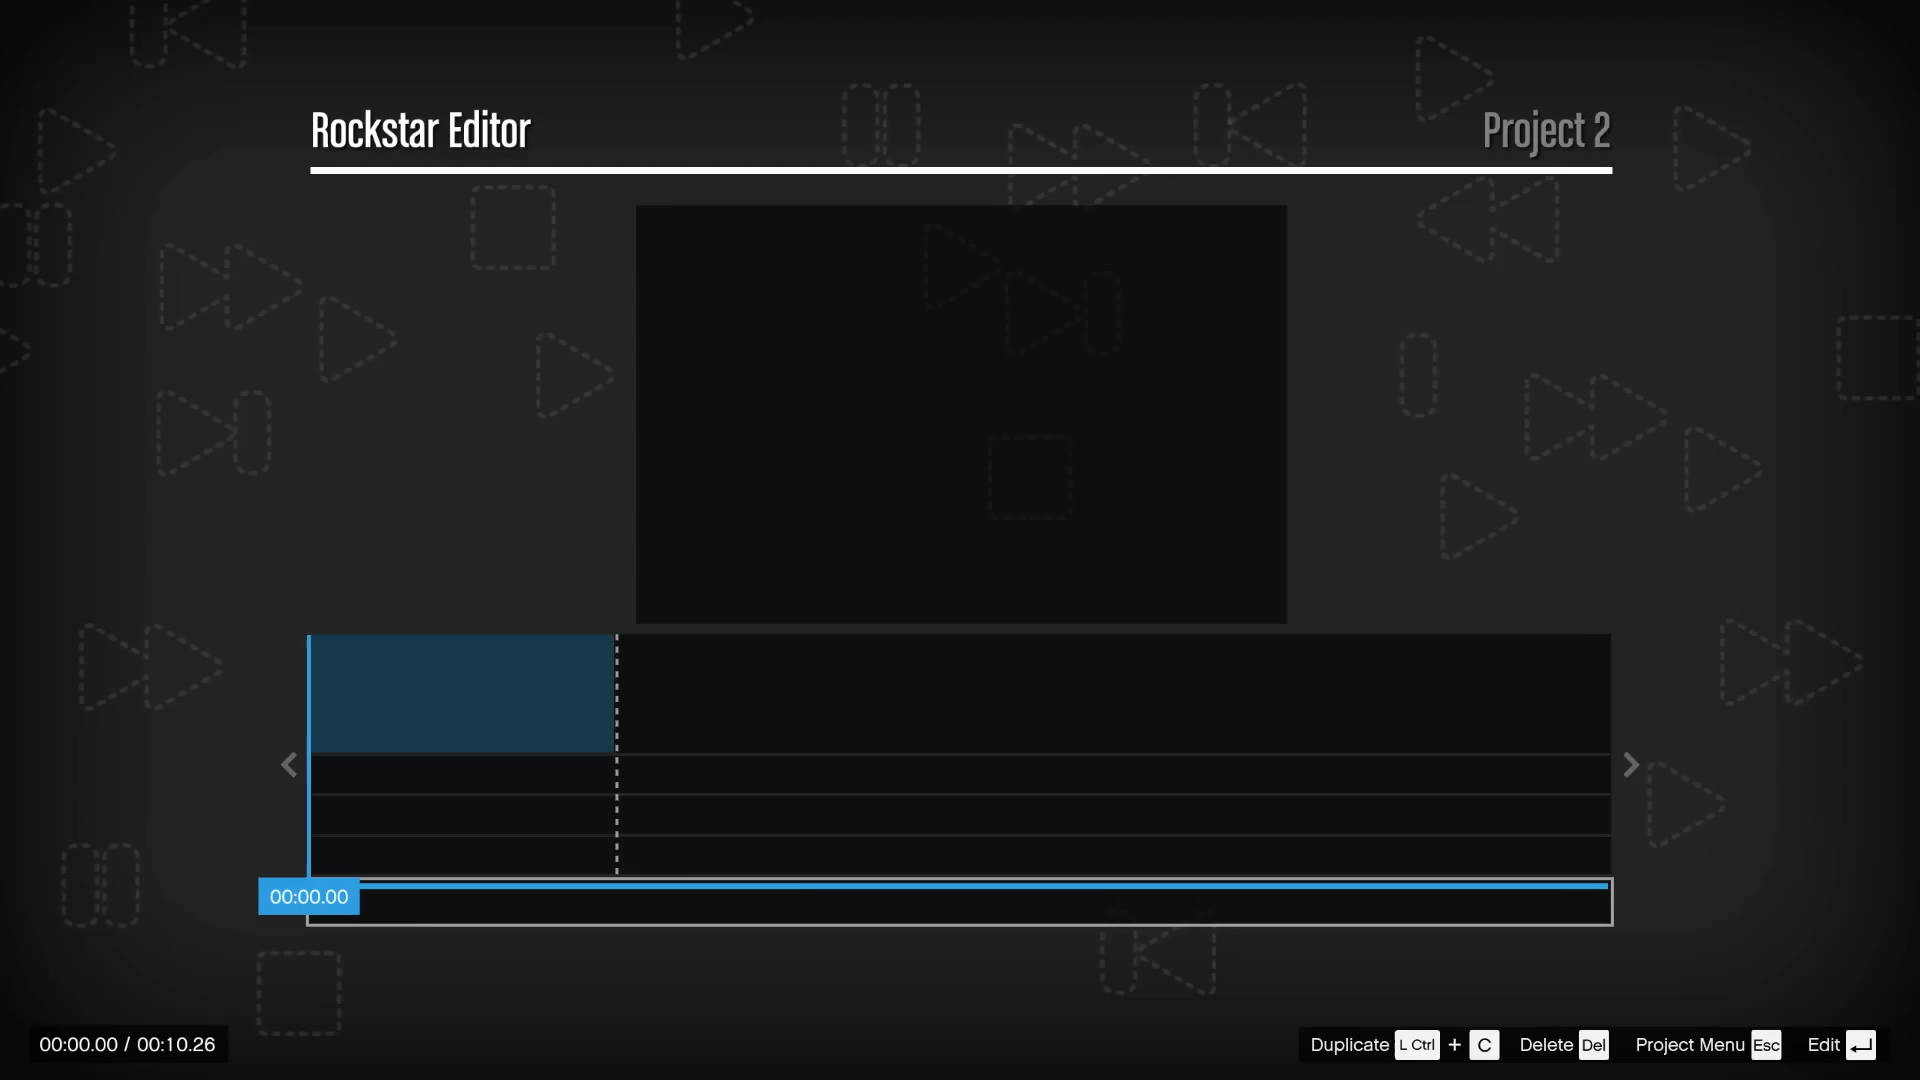 Rockstar Editor
Project 2
00:00.00
00:00.00 / 00:10.26
Duplicate L Ctrl + C Delete Del Project Menu Esc Edit